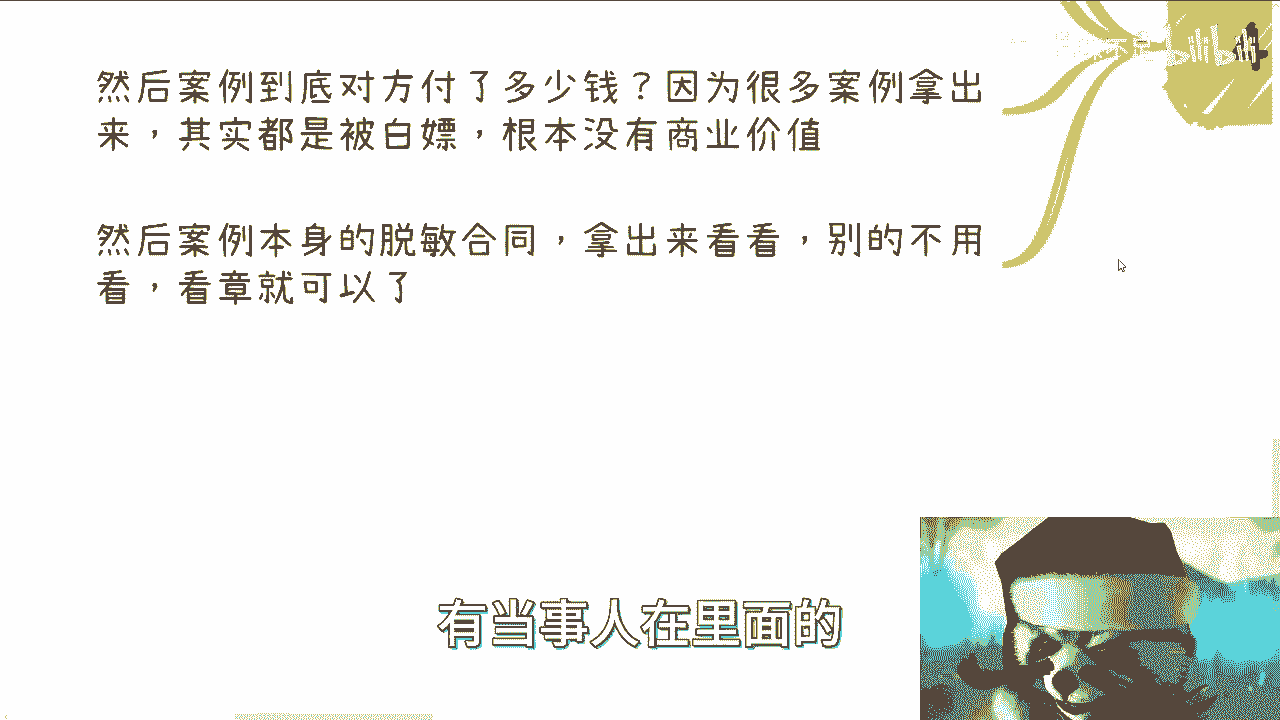 然后案例到底对方付了多少钱？因为很多案例拿出
来，其实都是被白嫖，根本没有商业价值
然后案例本身的脱敏合同，拿出来看看，别的不用
看，看章就可以了
有当事人在里面的
bilibili